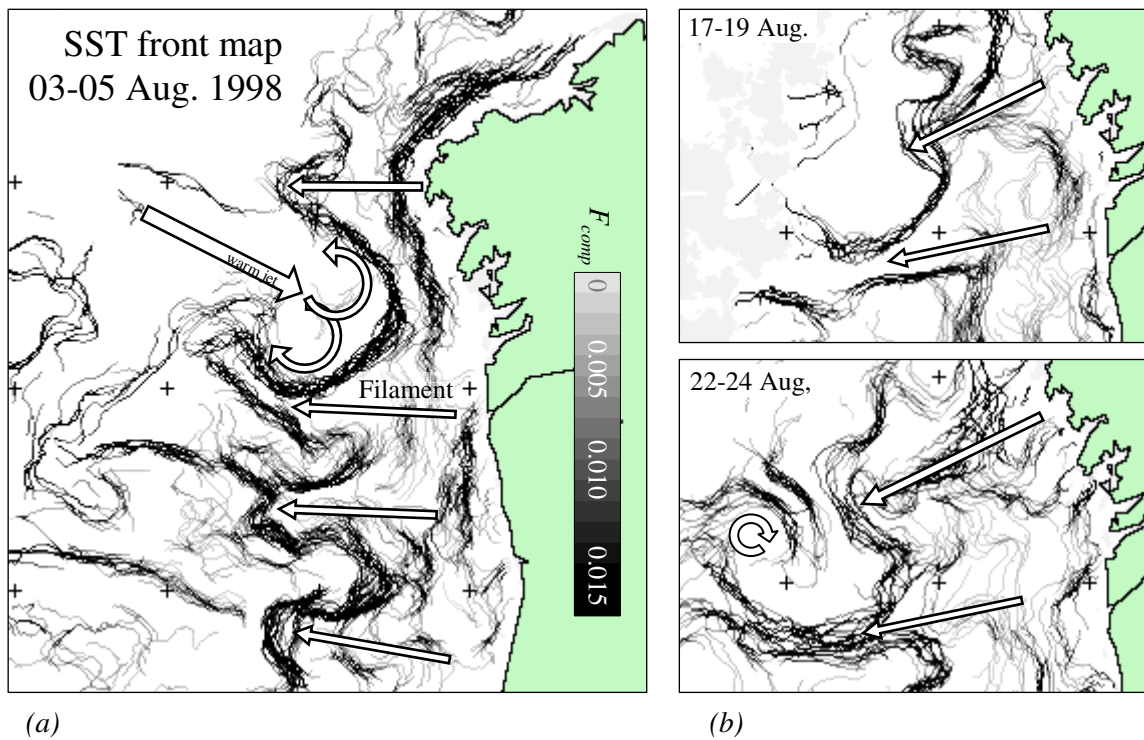 SST front map
03-05 Aug. 1998
warm jet
Filament
Fcomp
0
0.005
0.010
0.015
(a)
17-19 Aug.
22-24 Aug,
(b)